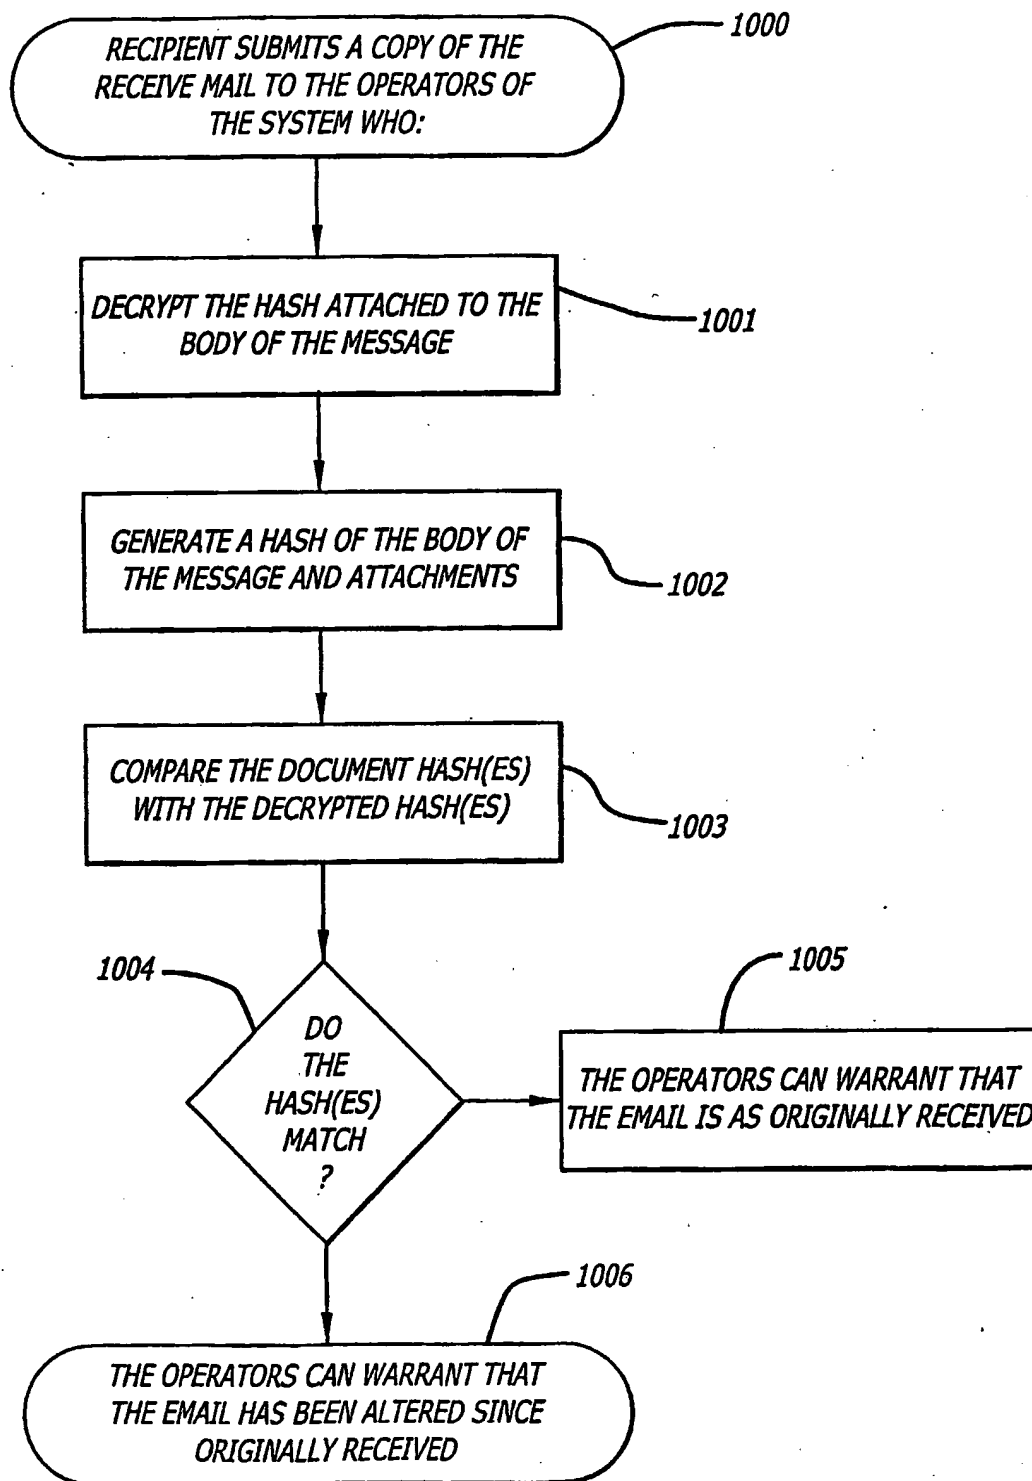 1000
RECIPIENT SUBMITS A COPY OF THE
RECEIVE MAIL TO THE OPERATORS OF
THE SYSTEM WHO:
DECRYPT THE HASH ATTACHED TO THE
BODY OF THE MESSAGE
1001
GENERATE A HASH OF THE BODY OF
THE MESSAGE AND ATTACHMENTS
1002
COMPARE THE DOCUMENT HASH(ES)
WITH THE DECRYPTED HASH(ES)
1003
1004
DO
THE
HASH(ES)
MATCH
?
1005
THE OPERATORS CAN WARRANT THAT
THE EMAIL IS AS ORIGINALLY RECEIVED
1006
THE OPERATORS CAN WARRANT THAT
THE EMAIL HAS BEEN ALTERED SINCE
ORIGINALLY RECEIVED